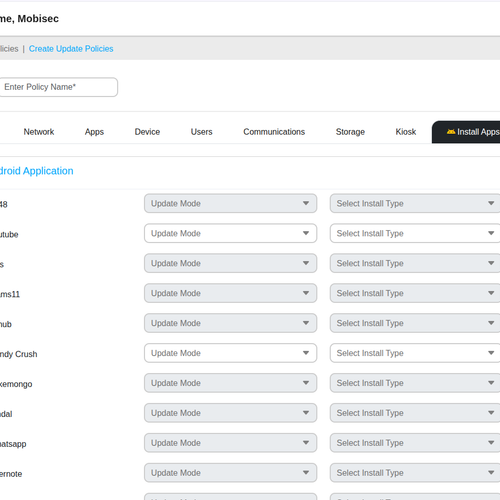 me, Mobisec
licies | Create Update Policies
Enter Policy Name*
Network Apps Device Users Communications Storage Kiosk Install Apps
droid Application
48 Update Mode Select Install Type
utube Update Mode Select Install Type
s Update Mode Select Install Type
ams11 Update Mode Select Install Type
hub Update Mode Select Install Type
ndy Crush Update Mode Select Install Type
kemongo Update Mode Select Install Type
ndal Update Mode Select Install Type
hatsapp Update Mode Select Install Type
ernote Update Mode Select Install Type